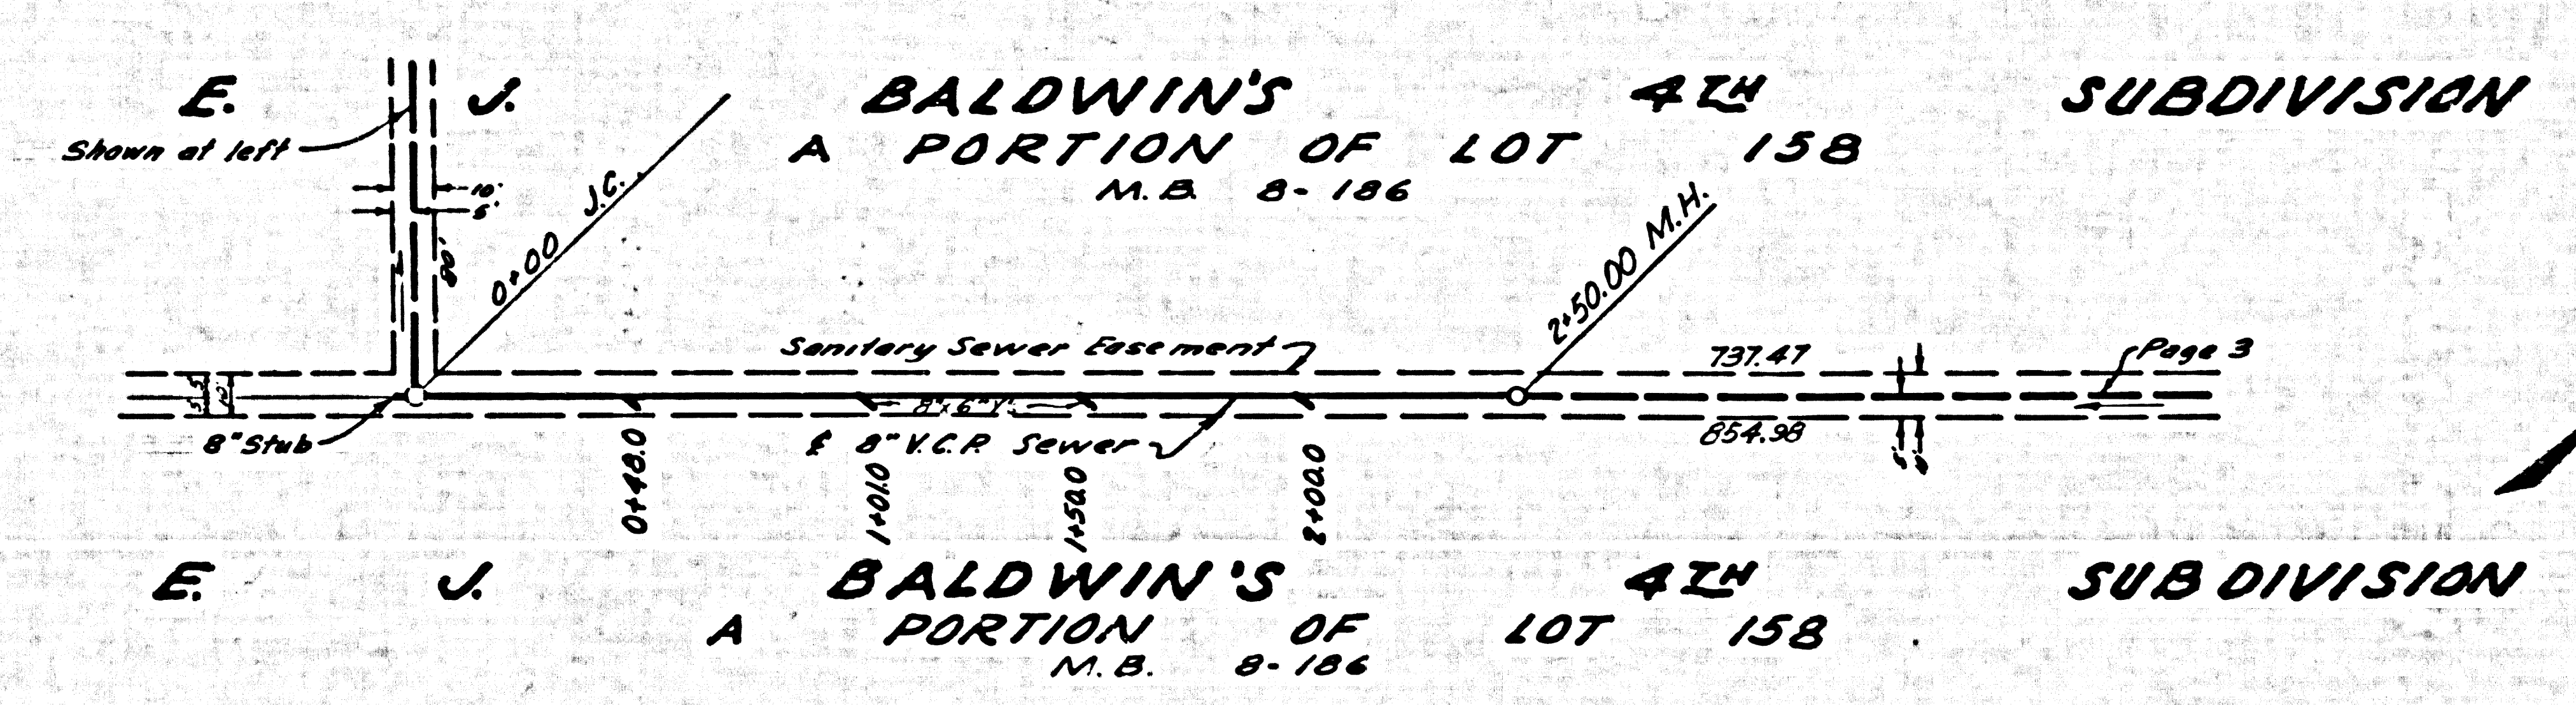 E. J. BALDWIN'S 4TH SUBDIVISION
Shown at left
A PORTION OF LOT 158
M.B. 8-186
10'
5'
90°
0+00 J.C.
2+50.00 M.H.
Sanitary Sewer Easement
737.47
Page 3
8"x6"Y's
8" Stub
℄ 8" V.C.P. Sewer
854.98
0+48.0
1+01.0
1+50.0
2+00.0
E. J. BALDWIN'S 4TH SUBDIVISION
A PORTION OF LOT 158
M.B. 8-186